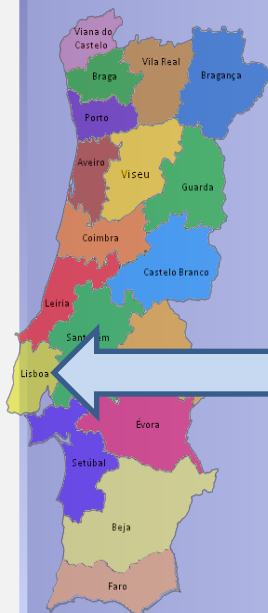 Viana do
Castelo
Braga
Vila Real
Bragança
Porto
Aveiro
Viseu
Guarda
Coimbra
Castelo Branco
Leiria
Lisboa
Évora
Setúbal
Beja
Faro